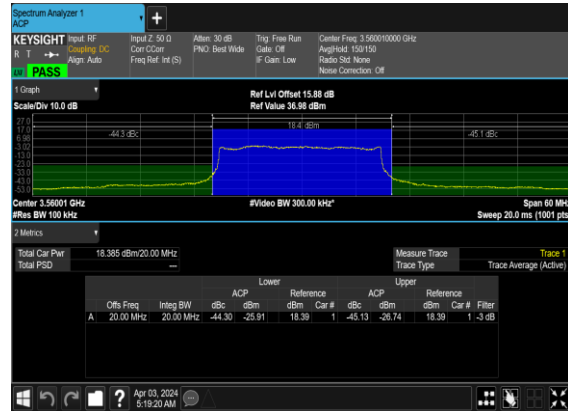 Spectrum Analyzer 1
ACP
+
KEYSIGHT Input: RF Input Z: 50 Ω Atten: 30 dB Trig: Free Run Center Freq: 3.560010000 GHz
R T Coupling: DC Corr CCorr PNO: Best Wide Gate: Off Avg|Hold: 150/150
Align: Auto Freq Ref: Int (S) IF Gain: Low Radio Std: None
LW PASS Noise Correction: Off
1 Graph Ref Lvl Offset 15.88 dB
Scale/Div 10.0 dB Ref Value 36.98 dBm
27.0
17.0
6.98
-3.02
-13.0
-23.0
-33.0
-43.0
-53.0
-44.3 dBc 18.4 dBm -45.1 dBc
Center 3.56001 GHz #Video BW 300.00 kHz* Span 60 MHz
#Res BW 100 kHz Sweep 20.0 ms (1001 pts)
2 Metrics
Total Car Pwr 18.385 dBm/20.00 MHz Measure Trace Trace 1
Total PSD --- Trace Type Trace Average (Active)
Lower Upper
ACP Reference ACP Reference
Offs Freq Integ BW dBc dBm dBm Car # dBc dBm dBm Car # Filter
A 20.00 MHz 20.00 MHz -44.30 -25.91 18.39 1 -45.13 -26.74 18.39 1 -3 dB
? Apr 03, 2024
5:19:20 AM